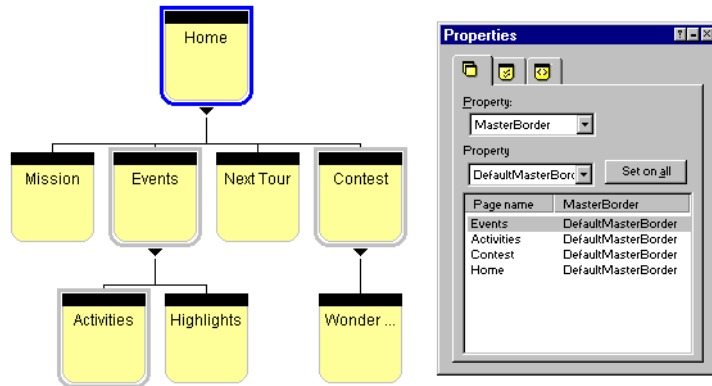 Home
Mission
Events
Next Tour
Contest
Activities
Highlights
Wonder ...
Properties
Property:
MasterBorder
Property
DefaultMasterBord
Set on all
Page name MasterBorder
Events DefaultMasterBorder
Activities DefaultMasterBorder
Contest DefaultMasterBorder
Home DefaultMasterBorder